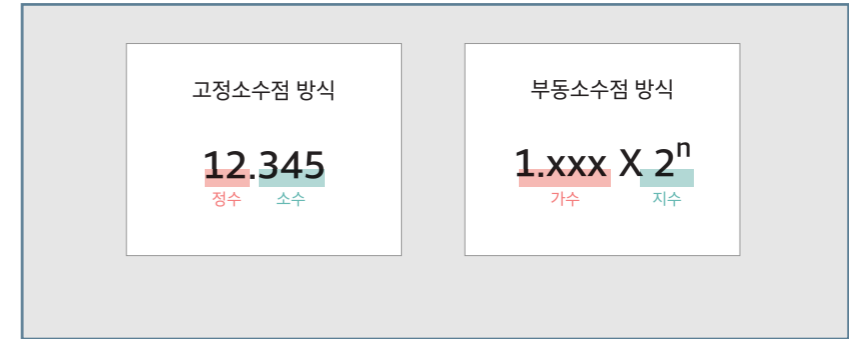 고정소수점 방식
12.345
정수 소수
부동소수점 방식
1.xxx X 2ⁿ
가수 지수